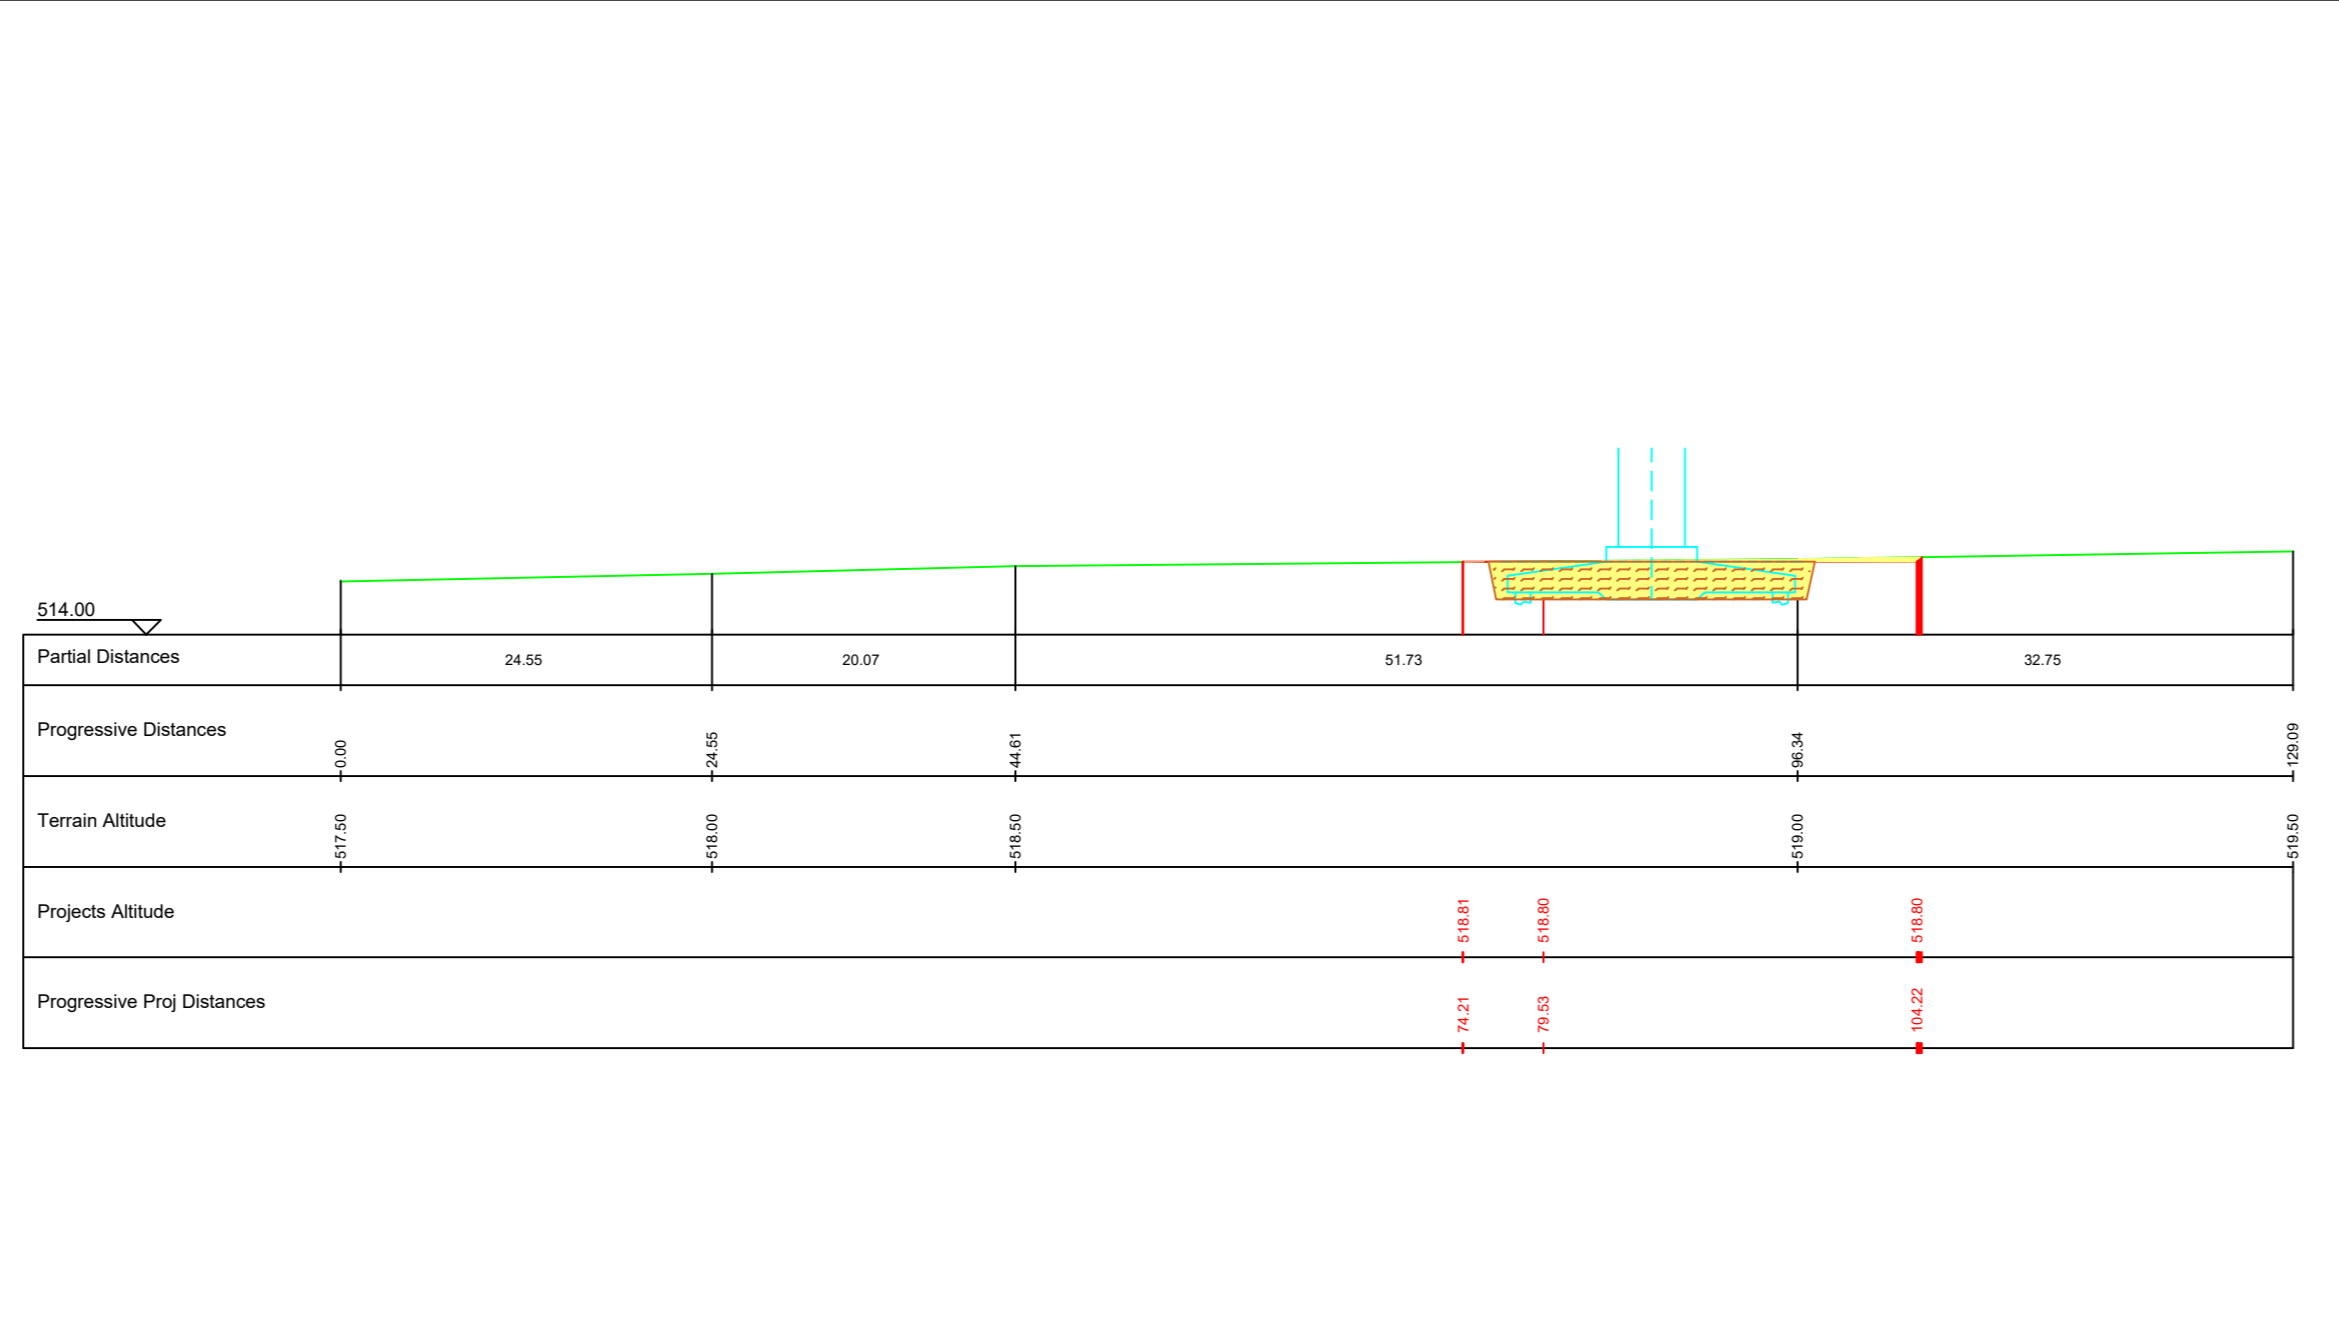 514.00
Partial Distances
24.55 20.07 51.73 32.75
Progressive Distances
0.00 24.55 44.61 96.34 129.09
Terrain Altitude
517.50 518.00 518.50 519.00 519.50
Projects Altitude
518.81 518.80 518.80
Progressive Proj Distances
74.21 79.53 104.22